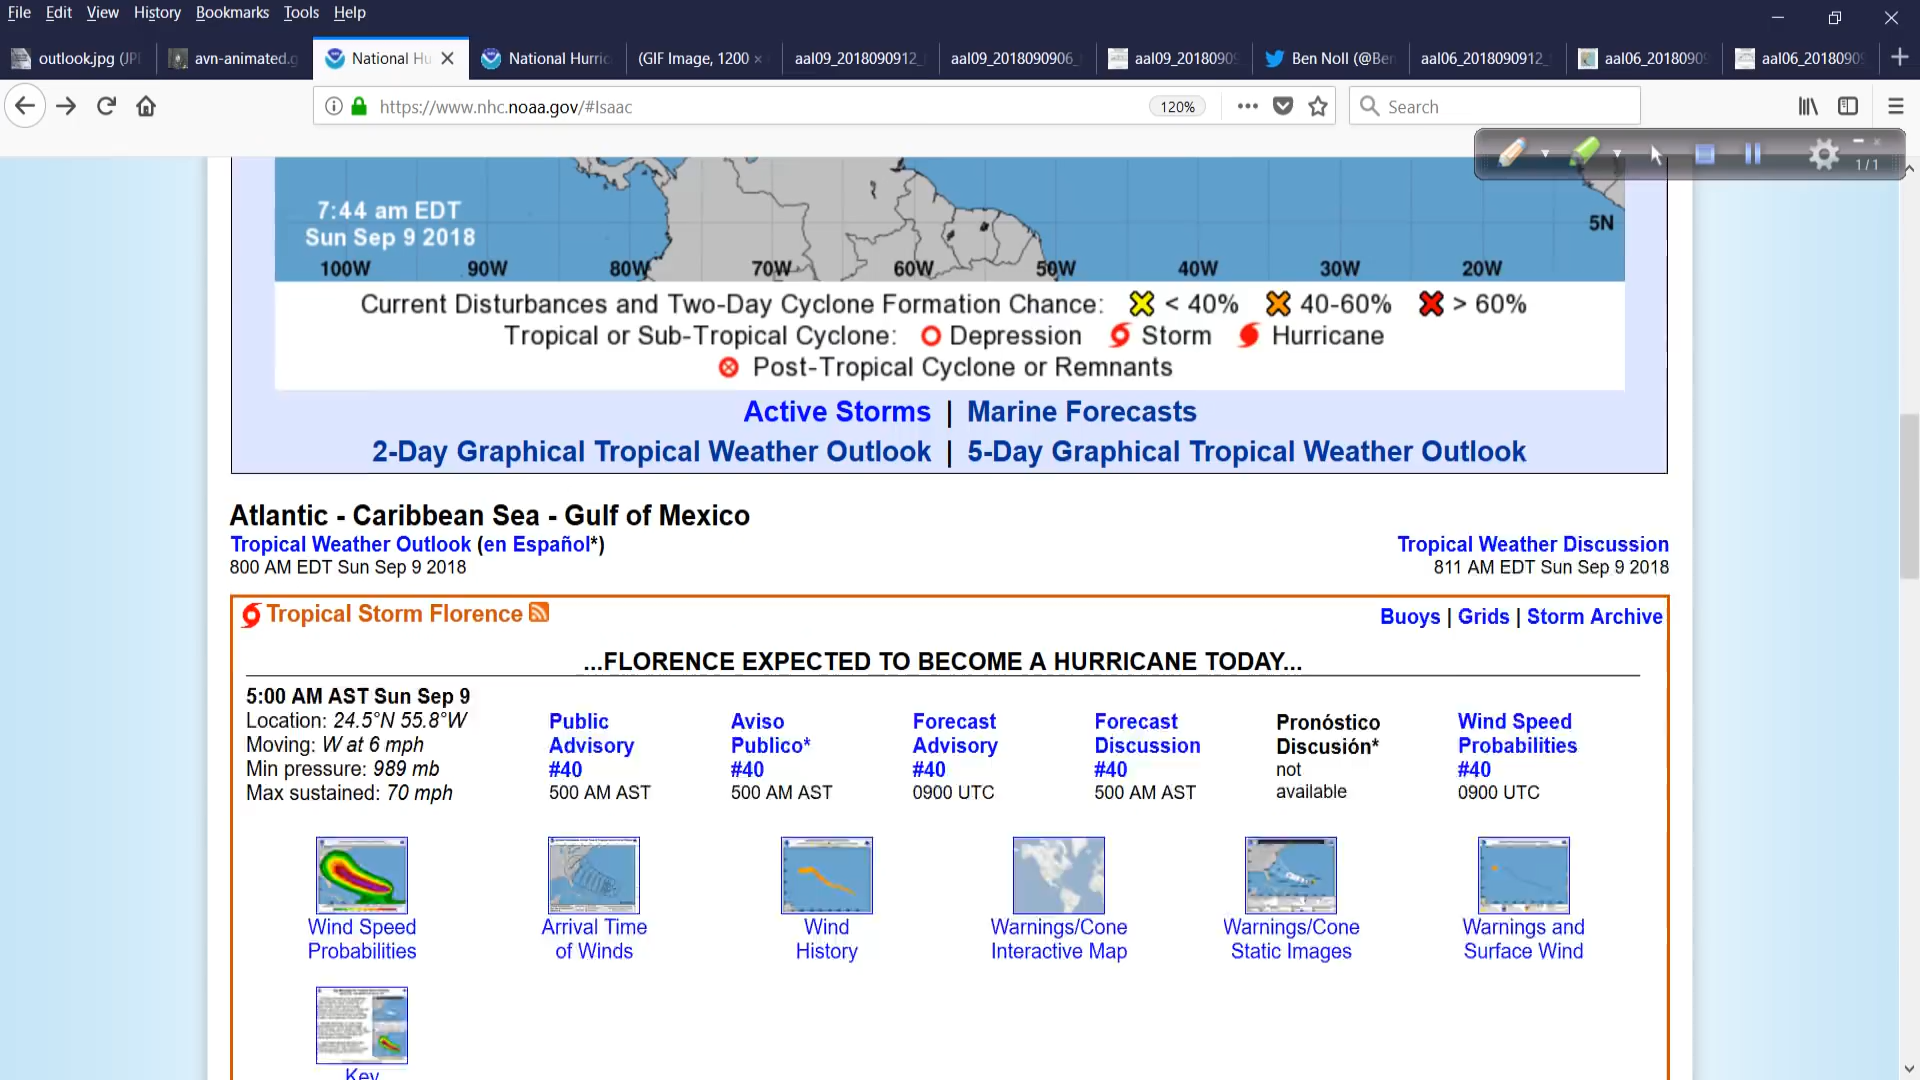 File Edit View History Bookmarks Tools Help
outlook.jpg (JP
avn-animated.g
National Hu
National Hurric
(GIF Image, 1200 ×
aal09_2018090912_
aal09_2018090906_
aal09_201809090
Ben Noll (@Ben
aal06_2018090912_
aal06_20180909
aal06_20180909
https://www.nhc.noaa.gov/#Isaac
120%
Search
1/1
7:44 am EDT
Sun Sep 9 2018
5N
100W 90W 80W 70W 60W 50W 40W 30W 20W
Current Disturbances and Two-Day Cyclone Formation Chance: < 40% 40-60% > 60%
Tropical or Sub-Tropical Cyclone: Depression Storm Hurricane
Post-Tropical Cyclone or Remnants
Active Storms | Marine Forecasts
2-Day Graphical Tropical Weather Outlook | 5-Day Graphical Tropical Weather Outlook
Atlantic - Caribbean Sea - Gulf of Mexico
Tropical Weather Outlook (en Español*)
800 AM EDT Sun Sep 9 2018
Tropical Weather Discussion
811 AM EDT Sun Sep 9 2018
Tropical Storm Florence
Buoys | Grids | Storm Archive
...FLORENCE EXPECTED TO BECOME A HURRICANE TODAY...
5:00 AM AST Sun Sep 9
Location: 24.5°N 55.8°W
Moving: W at 6 mph
Min pressure: 989 mb
Max sustained: 70 mph
Public
Advisory
#40
500 AM AST
Aviso
Publico*
#40
500 AM AST
Forecast
Advisory
#40
0900 UTC
Forecast
Discussion
#40
500 AM AST
Pronóstico
Discusión*
not
available
Wind Speed
Probabilities
#40
0900 UTC
Wind Speed
Probabilities
Arrival Time
of Winds
Wind
History
Warnings/Cone
Interactive Map
Warnings/Cone
Static Images
Warnings and
Surface Wind
Key